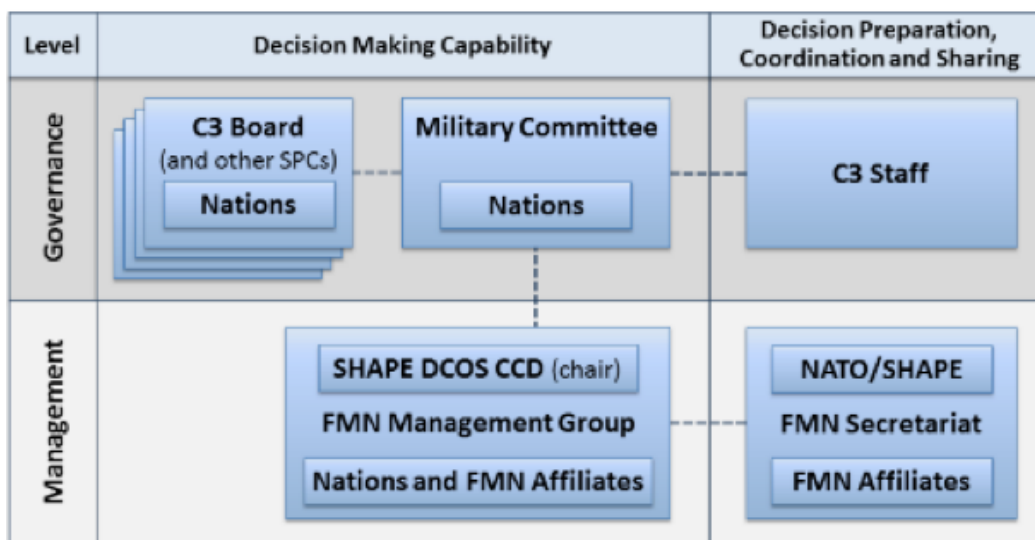 Level
Decision Making Capability
Decision Preparation,
Coordination and Sharing
Governance
C3 Board
(and other SPCs)
Nations
Military Committee
Nations
C3 Staff
Management
SHAPE DCOS CCD (chair)
FMN Management Group
Nations and FMN Affiliates
NATO/SHAPE
FMN Secretariat
FMN Affiliates